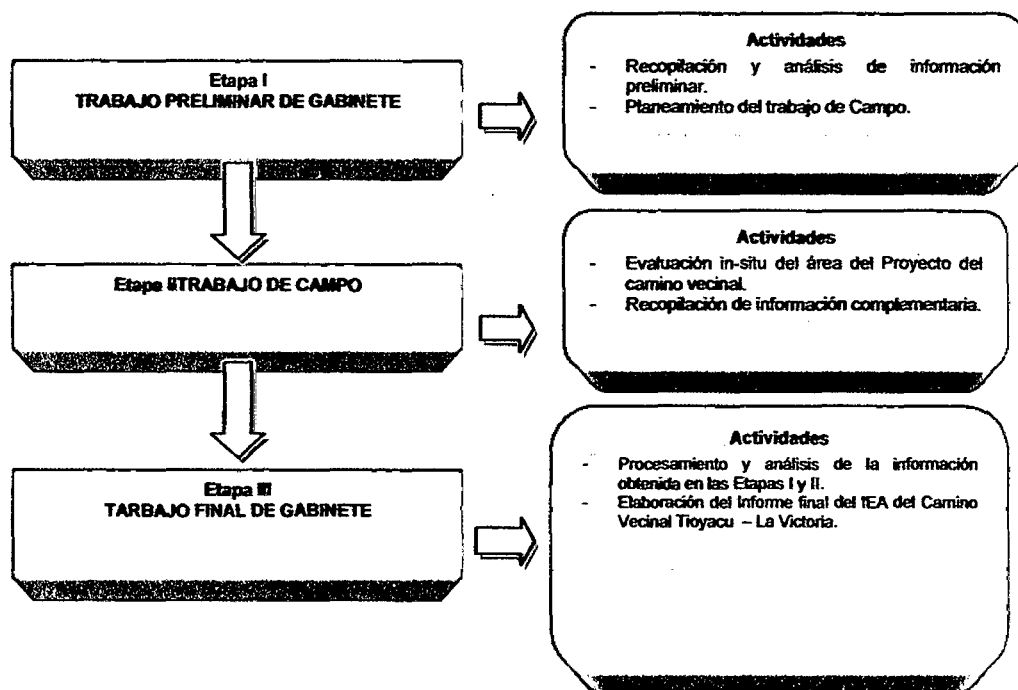 Etapa I
TRABAJO PRELIMINAR DE GABINETE
Actividades
- Recopilación y análisis de información
preliminar.
- Planeamiento del trabajo de Campo.
Etapa II TRABAJO DE CAMPO
Actividades
- Evaluación in-situ del área del Proyecto del
camino vecinal.
- Recopilación de información complementaria.
Etapa III
TARBAJO FINAL DE GABINETE
Actividades
- Procesamiento y análisis de la información
obtenida en las Etapas I y II.
- Elaboración del Informe final del IEA del Camino
Vecinal Tioyacu – La Victoria.